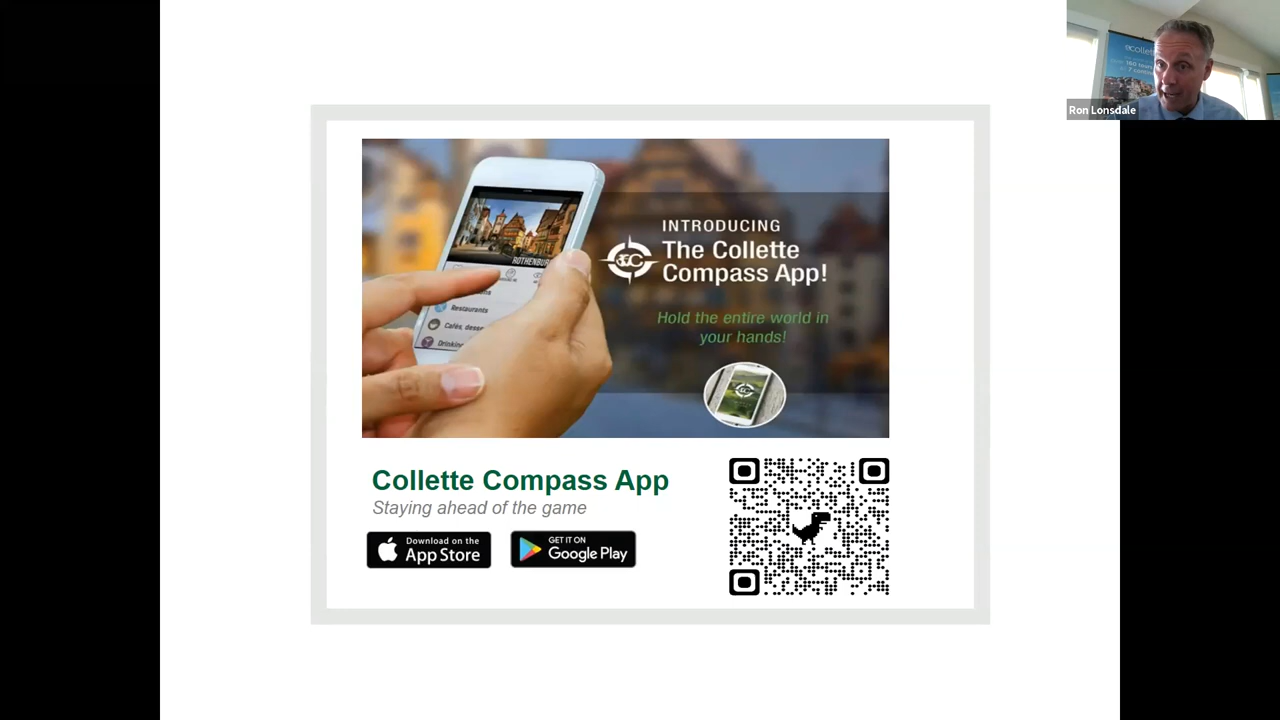 INTRODUCING
The Collette
Compass App!
Hold the entire world in
your hands!
ROTHENBURG
Restaurants
Collette Compass App
Staying ahead of the game
Download on the
App Store
GET IT ON
Google Play
Ron Lonsdale